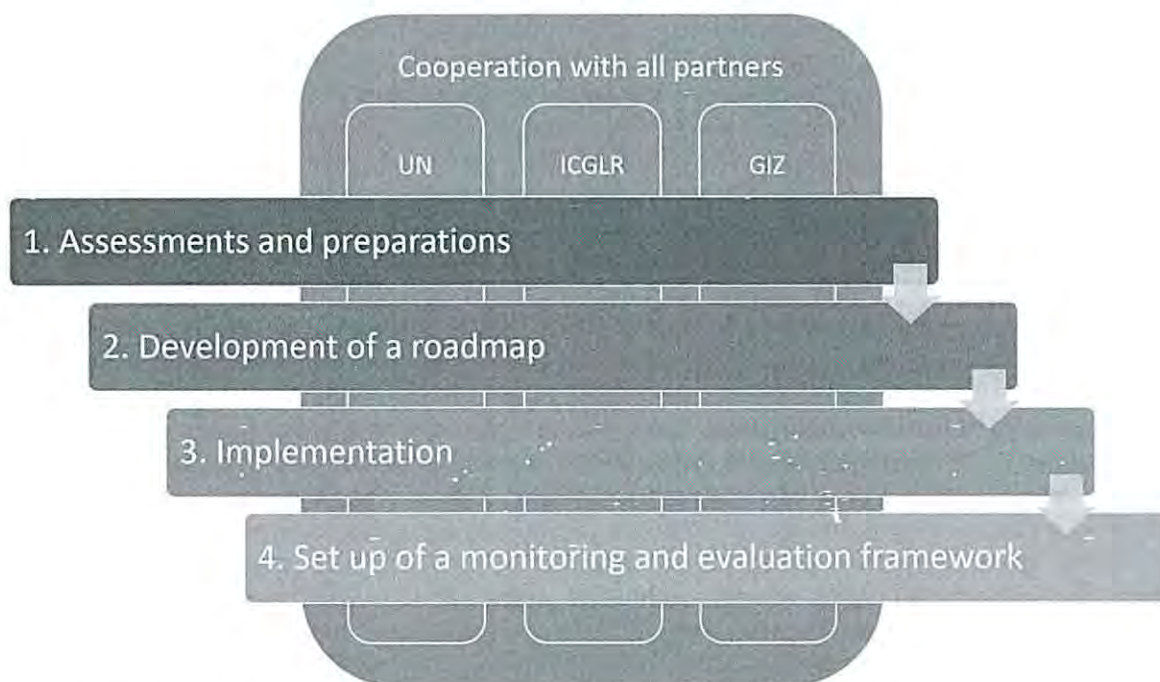 Cooperation with all partners
UN
ICGLR
GIZ
1. Assessments and preparations
2. Development of a roadmap
3. Implementation
4. Set up of a monitoring and evaluation framework